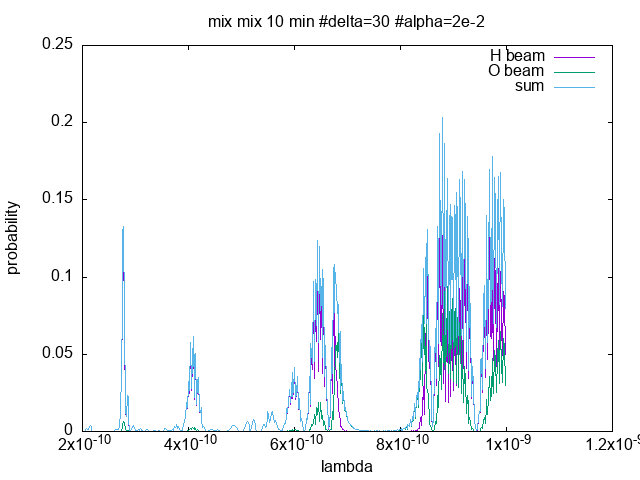 mix mix 10 min #delta=30 #alpha=2e-2
H beam
O beam
sum
0.25
0.2
0.15
0.1
0.05
0
probability
2x10⁻¹⁰ 4x10⁻¹⁰ 6x10⁻¹⁰ 8x10⁻¹⁰ 1x10⁻⁹ 1.2x10⁻⁹
lambda